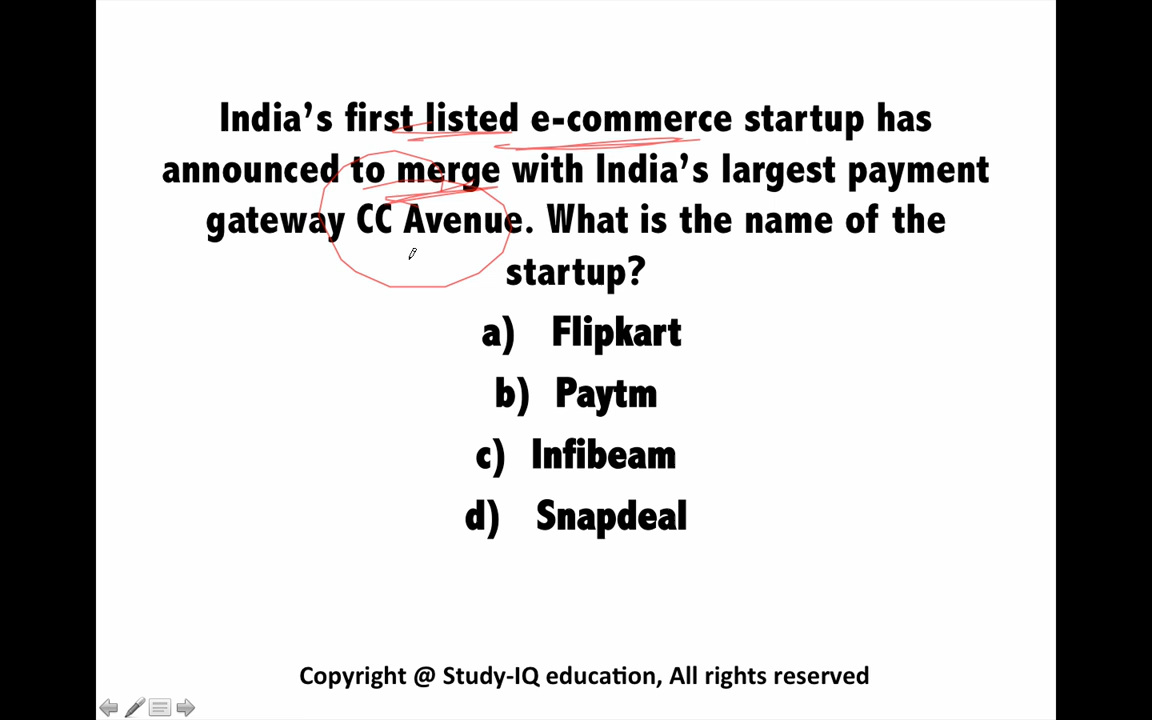 India's first listed e-commerce startup has
announced to merge with India's largest payment
gateway CC Avenue. What is the name of the
startup?
a) Flipkart
b) Paytm
c) Infibeam
d) Snapdeal
Copyright @ Study-IQ education, All rights reserved